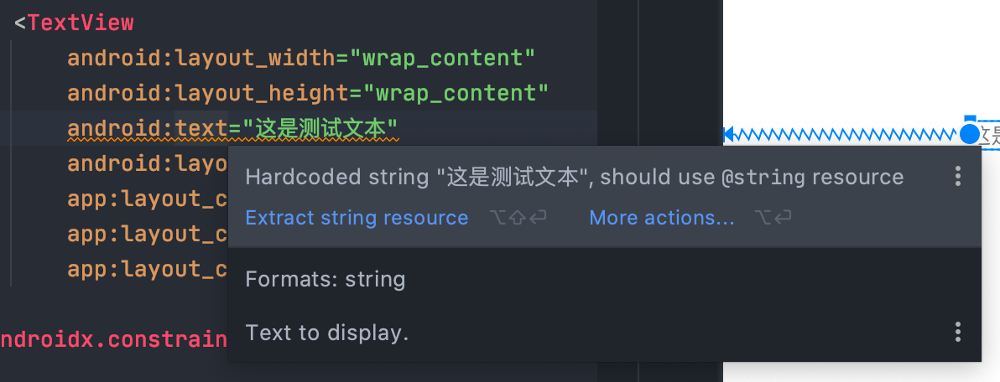 <TextView
android:layout_width="wrap_content"
android:layout_height="wrap_content"
android:text="这是测试文本"
这是
android:layo
Hardcoded string "这是测试文本", should use @string resource
app:layout_c
Extract string resource ⌥⇧⏎ More actions... ⌥⏎
app:layout_c
app:layout_c
Formats: string
Text to display.
ndroidx.constrain